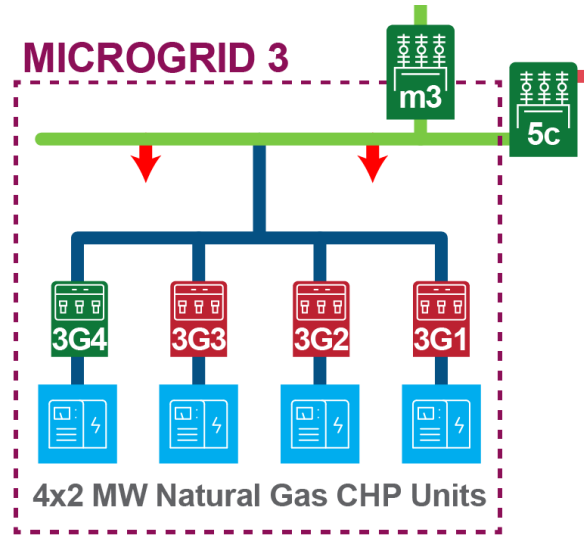 MICROGRID 3
m3
5c
3G4
3G3
3G2
3G1
4x2 MW Natural Gas CHP Units